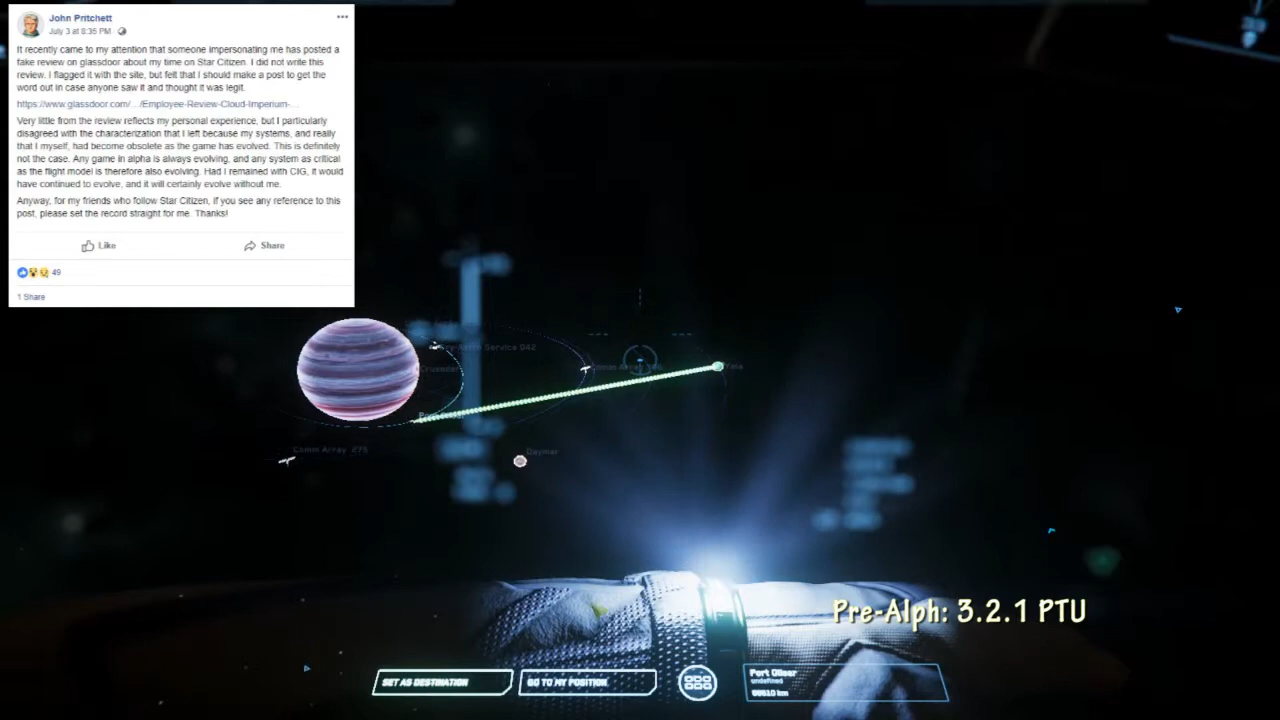 John Pritchett
July 3 at 8:35 PM
It recently came to my attention that someone impersonating me has posted a
fake review on glassdoor about my time on Star Citizen. I did not write this
review. I flagged it with the site, but felt that I should make a post to get the
word out in case anyone saw it and thought it was legit.
https://www.glassdoor.com/.../Employee-Review-Cloud-Imperium-...
Very little from the review reflects my personal experience, but I particularly
disagreed with the characterization that I left because my systems, and really
that I myself, had become obsolete as the game has evolved. This is definitely
not the case. Any game in alpha is always evolving, and any system as critical
as the flight model is therefore also evolving. Had I remained with CIG, it would
have continued to evolve, and it will certainly evolve without me.
Anyway, for my friends who follow Star Citizen, if you see any reference to this
post, please set the record straight for me. Thanks!
Like Share
49
1 Share
Crusader
Yela
Comm Array 275
Daymar
Pre-Alph: 3.2.1 PTU
SET AS DESTINATION GO TO MY POSITION
Port Olisar
undefined